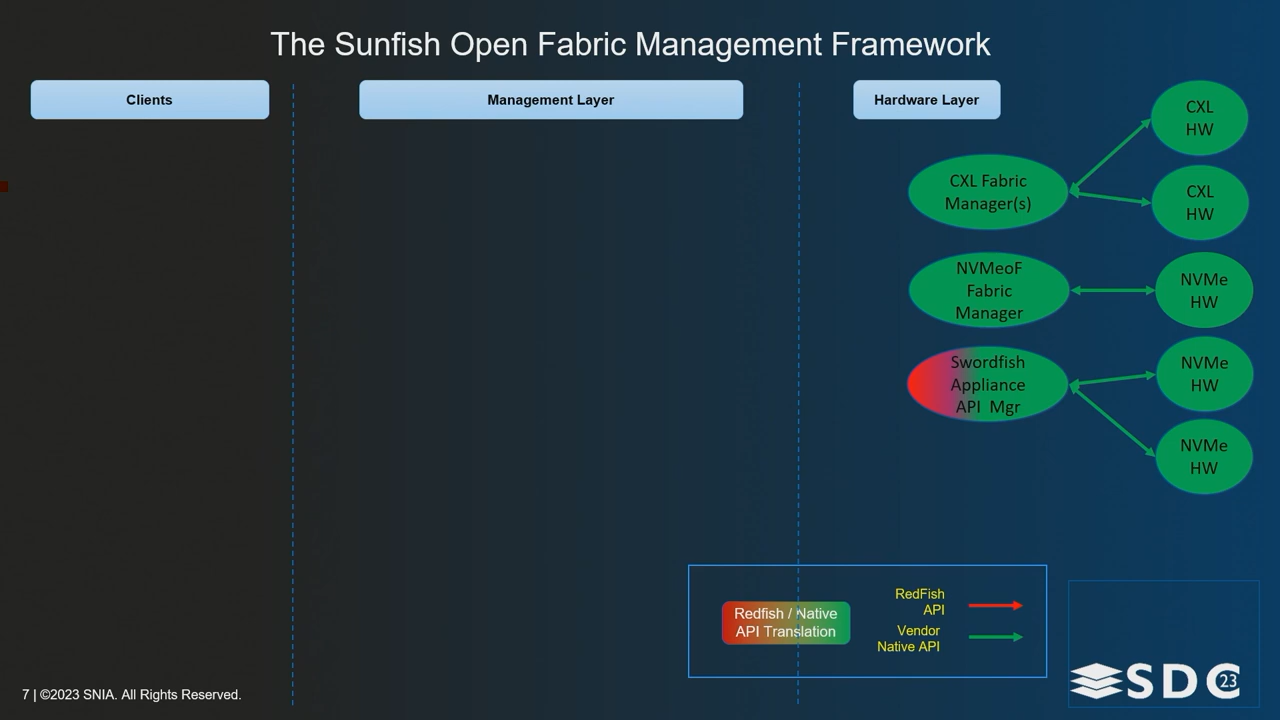 The Sunfish Open Fabric Management Framework
Clients
Management Layer
Hardware Layer
CXL
HW
CXL Fabric
Manager(s)
CXL
HW
NVMeoF
Fabric
Manager
NVMe
HW
Swordfish
Appliance
API Mgr
NVMe
HW
NVMe
HW
Redfish / Native
API Translation
RedFish
API
Vendor
Native API
7 | ©2023 SNIA. All Rights Reserved.
SDC 23